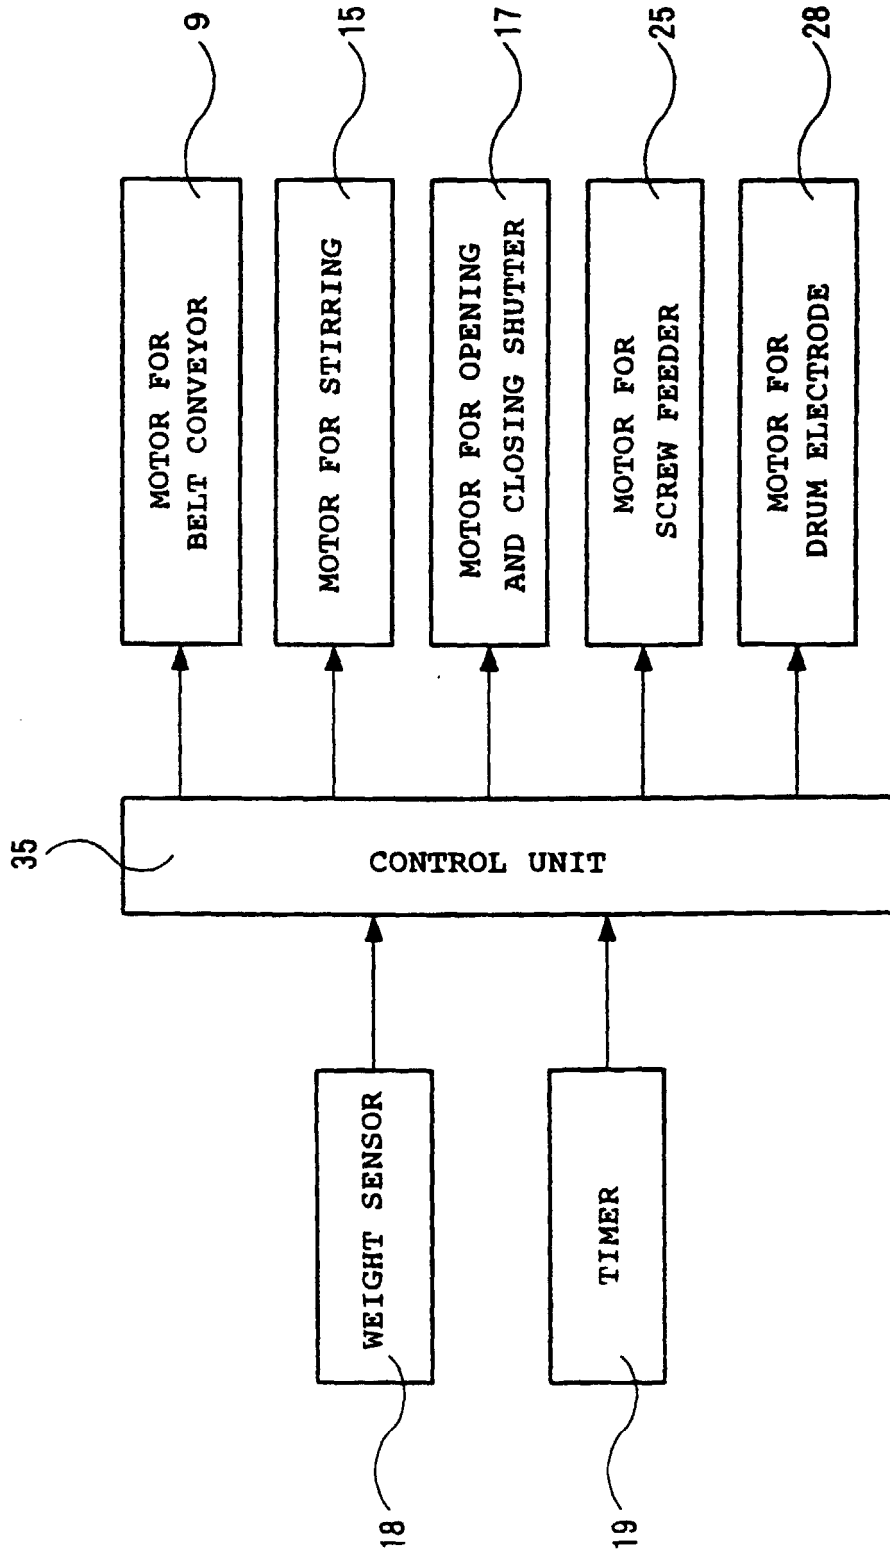 35
9
MOTOR FOR
BELT CONVEYOR
15
MOTOR FOR STIRRING
17
MOTOR FOR OPENING
AND CLOSING SHUTTER
25
MOTOR FOR
SCREW FEEDER
28
MOTOR FOR
DRUM ELECTRODE
CONTROL UNIT
WEIGHT SENSOR
18
TIMER
19